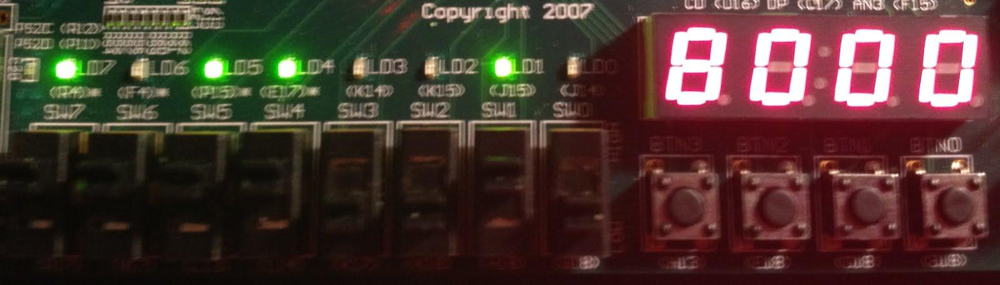 Copyright 2007
CD (D16) DP (C17) AN3 (F15)
PS2C (R12)
PS2D (P11)
8000
LD7 LD6 LD5 LD4 LD3 LD2 LD1 LD0
(R4)* (F4)* (P15)* (E17)* (K14) (K15) (J15) (J14)
SW7 SW6 SW5 SW4 SW3 SW2 SW1 SW0
BTN3 BTN2 BTN1 BTN0
HIGH
LOW